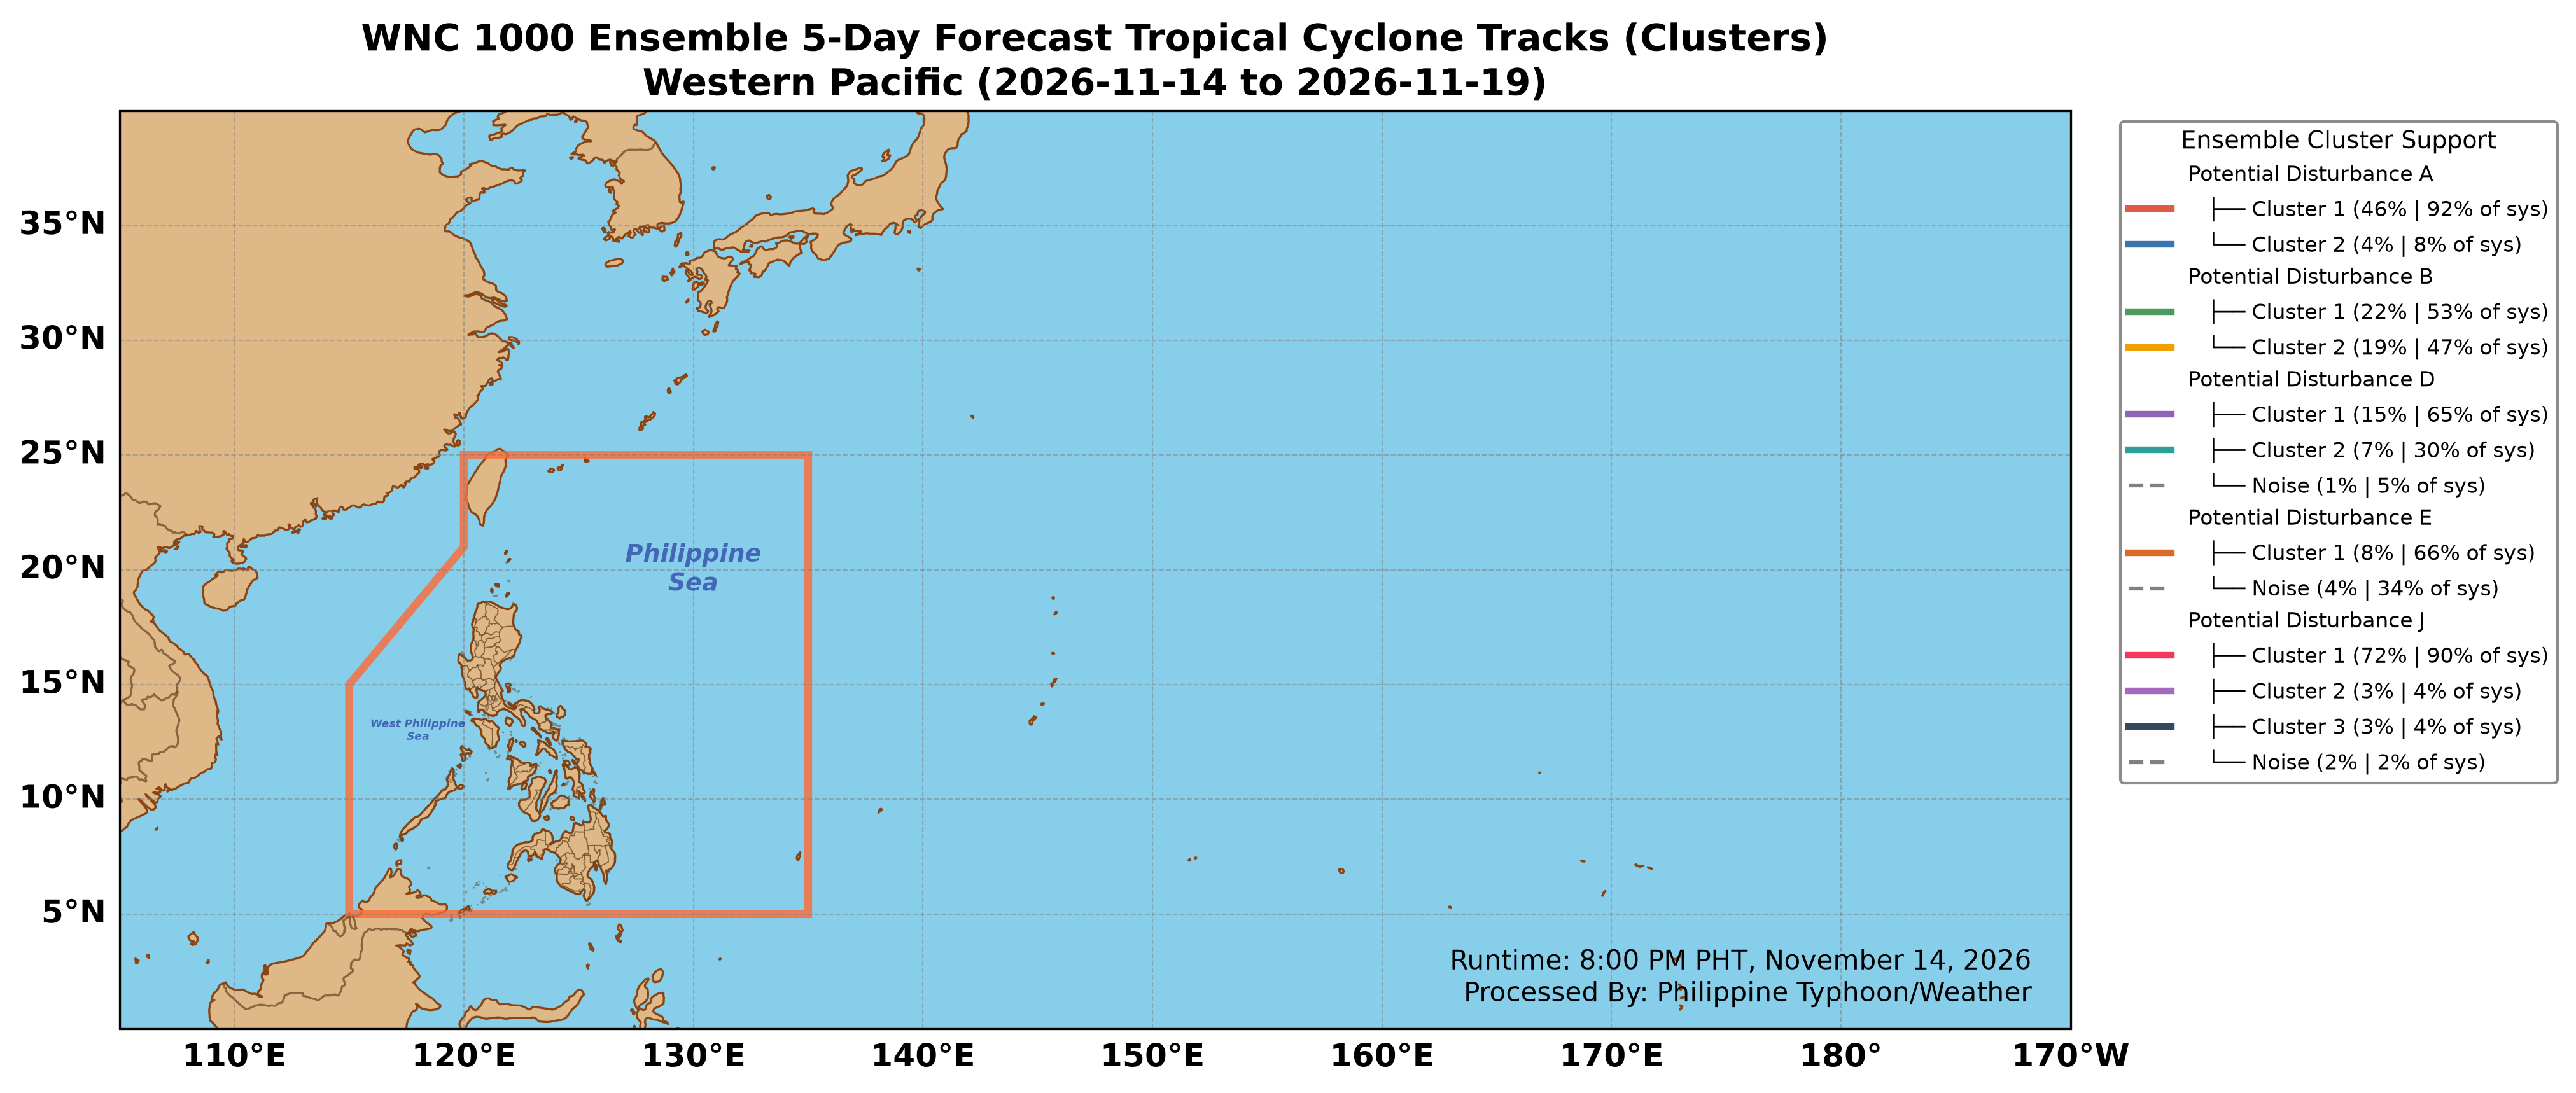 WNC 1000 Ensemble 5-Day Forecast Tropical Cyclone Tracks (Clusters)
Western Pacific (2026-11-14 to 2026-11-19)
35°N
30°N
25°N
20°N
15°N
10°N
5°N
110°E
120°E
130°E
140°E
150°E
160°E
170°E
180°
170°W
Philippine
Sea
West Philippine
Sea
Runtime: 8:00 PM PHT, November 14, 2026
Processed By: Philippine Typhoon/Weather
Ensemble Cluster Support
Potential Disturbance A
├── Cluster 1 (46% | 92% of sys)
└── Cluster 2 (4% | 8% of sys)
Potential Disturbance B
├── Cluster 1 (22% | 53% of sys)
└── Cluster 2 (19% | 47% of sys)
Potential Disturbance D
├── Cluster 1 (15% | 65% of sys)
├── Cluster 2 (7% | 30% of sys)
└── Noise (1% | 5% of sys)
Potential Disturbance E
├── Cluster 1 (8% | 66% of sys)
└── Noise (4% | 34% of sys)
Potential Disturbance J
├── Cluster 1 (72% | 90% of sys)
├── Cluster 2 (3% | 4% of sys)
├── Cluster 3 (3% | 4% of sys)
└── Noise (2% | 2% of sys)